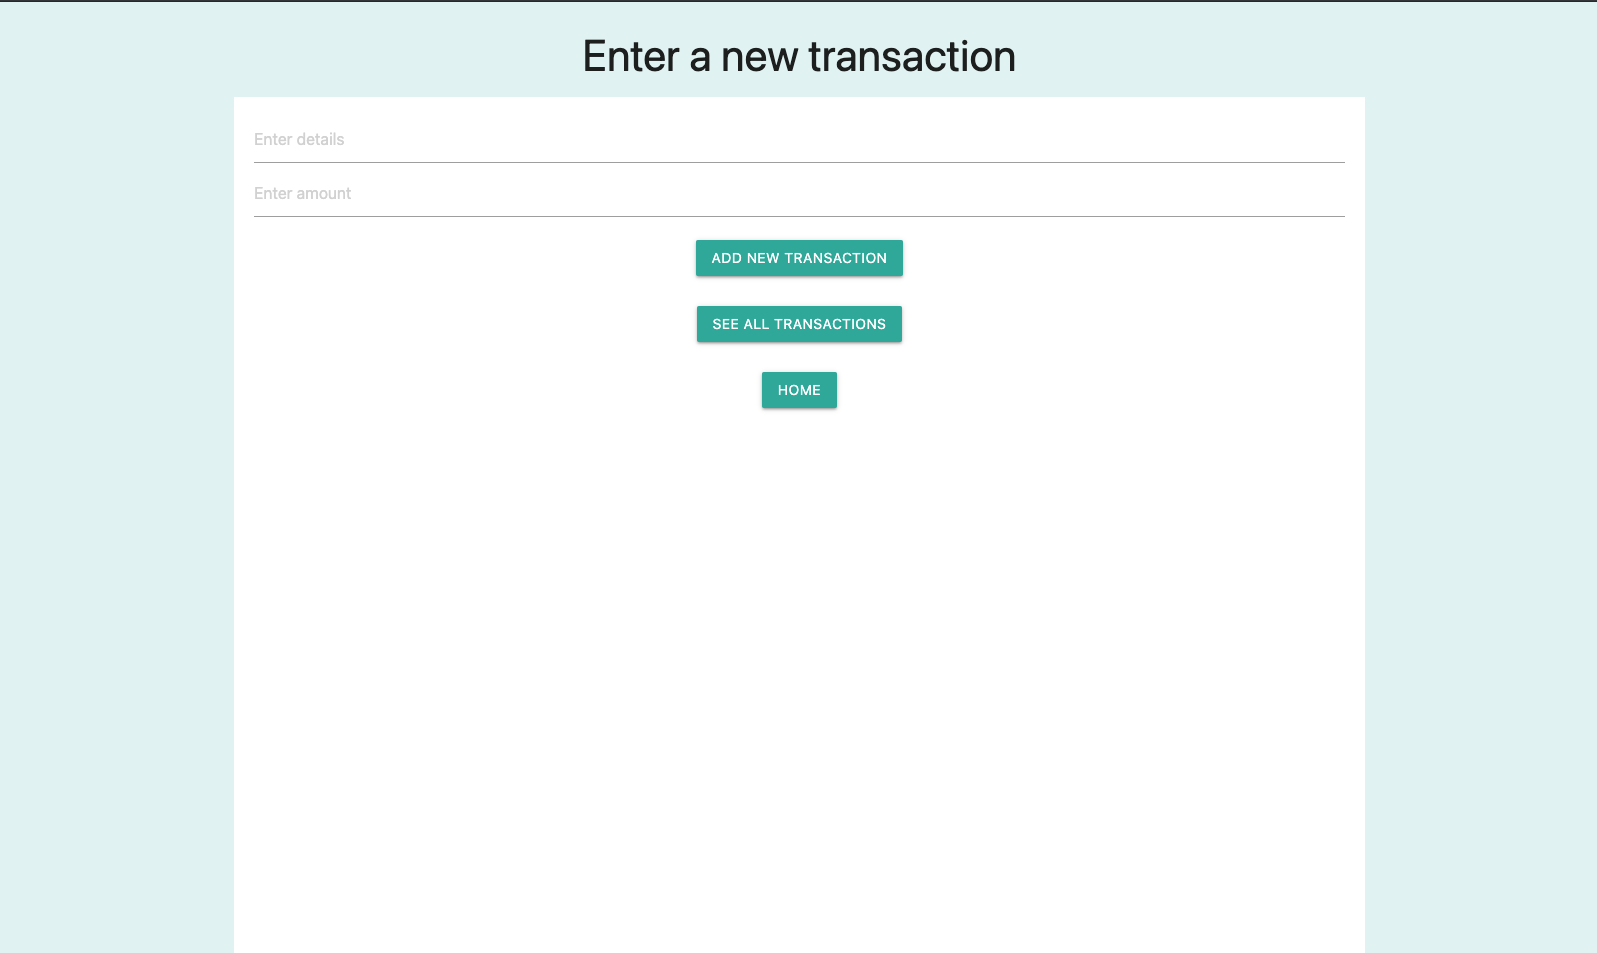 Enter a new transaction
Enter details
Enter amount
ADD NEW TRANSACTION
SEE ALL TRANSACTIONS
HOME